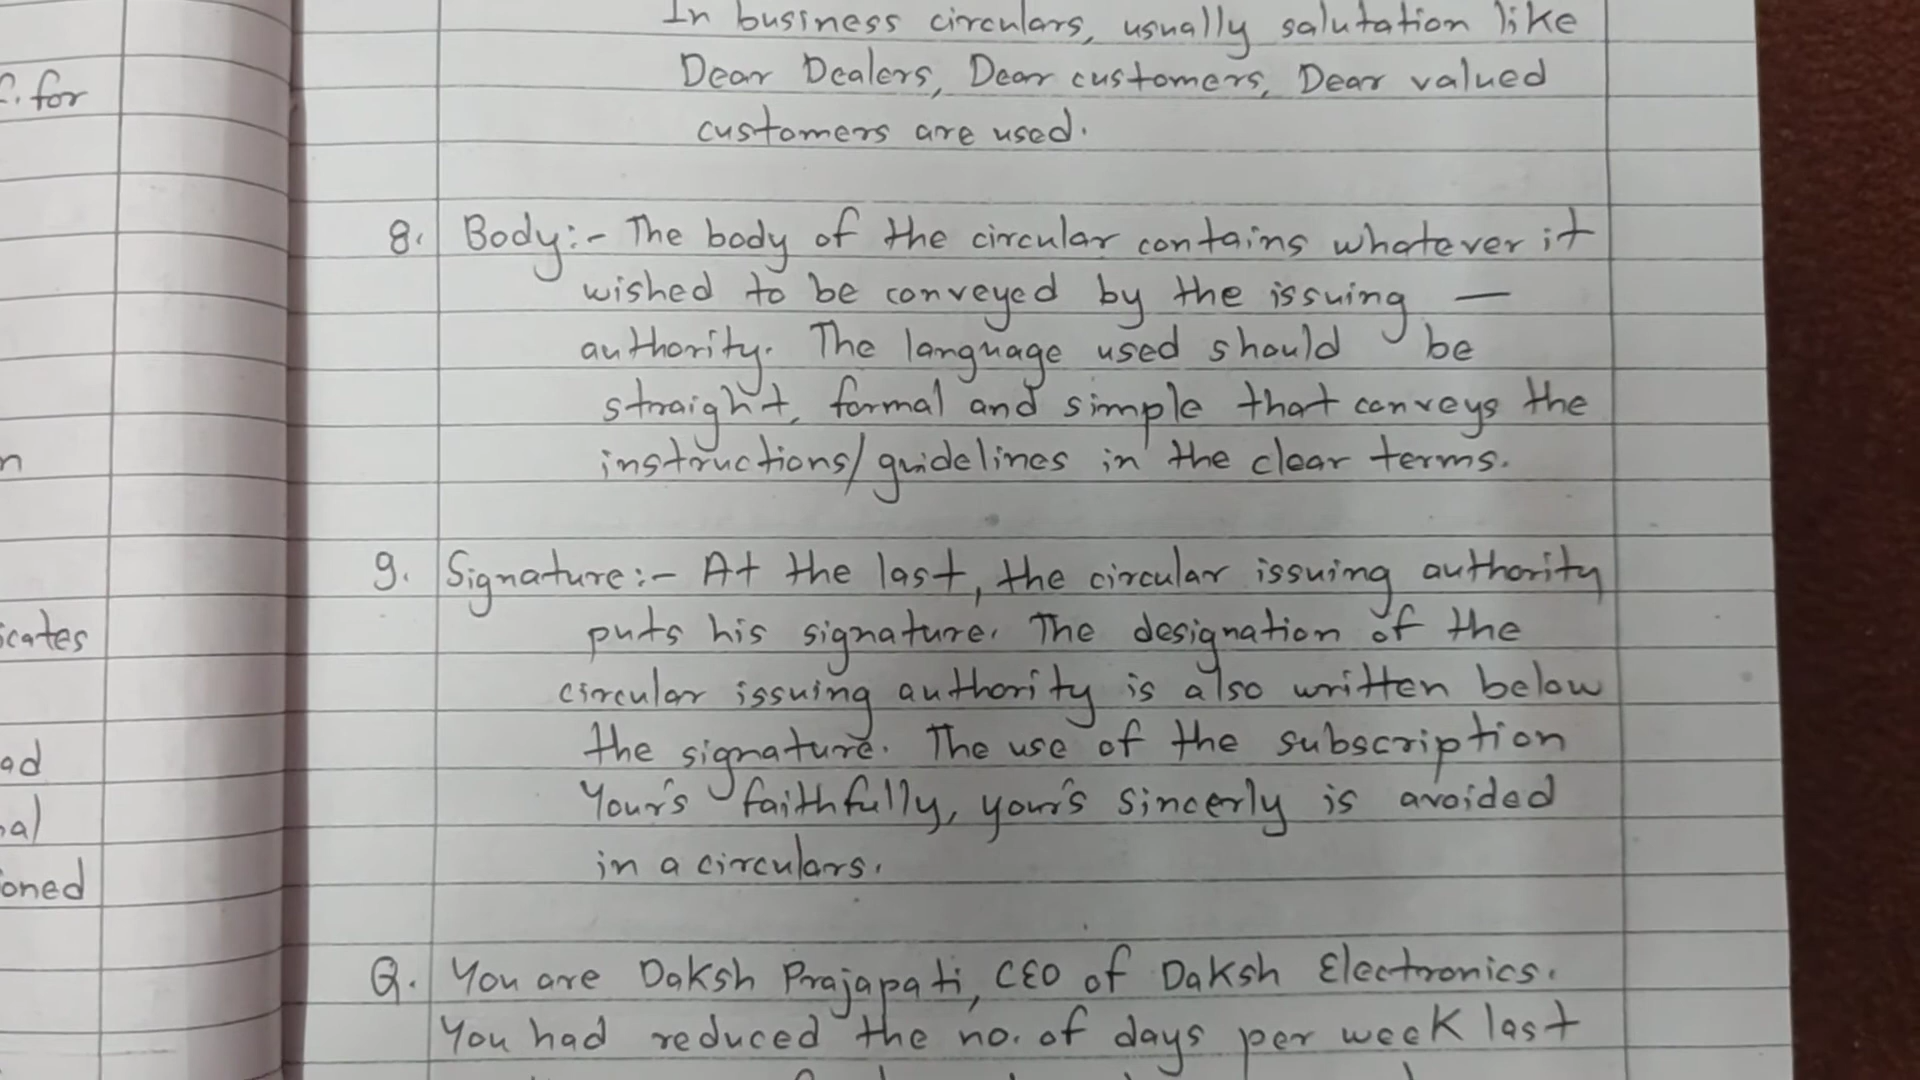 f. for
n
icates
ad
al
ioned
In business circulars, usually salutation like
Dear Dealers, Dear customers, Dear valued
customers are used.
8. Body:- The body of the circular contains whatever it
wished to be conveyed by the issuing —
authority. The language used should be
straight, formal and simple that conveys the
instructions/guidelines in the clear terms.
9. Signature:- At the last, the circular issuing authority
puts his signature. The designation of the
circular issuing authority is also written below
the signature. The use of the subscription
Your's faithfully, your's sincerly is avoided
in a circulars.
Q. You are Daksh Prajapati, CEO of Daksh Electronics.
You had reduced the no. of days per week last